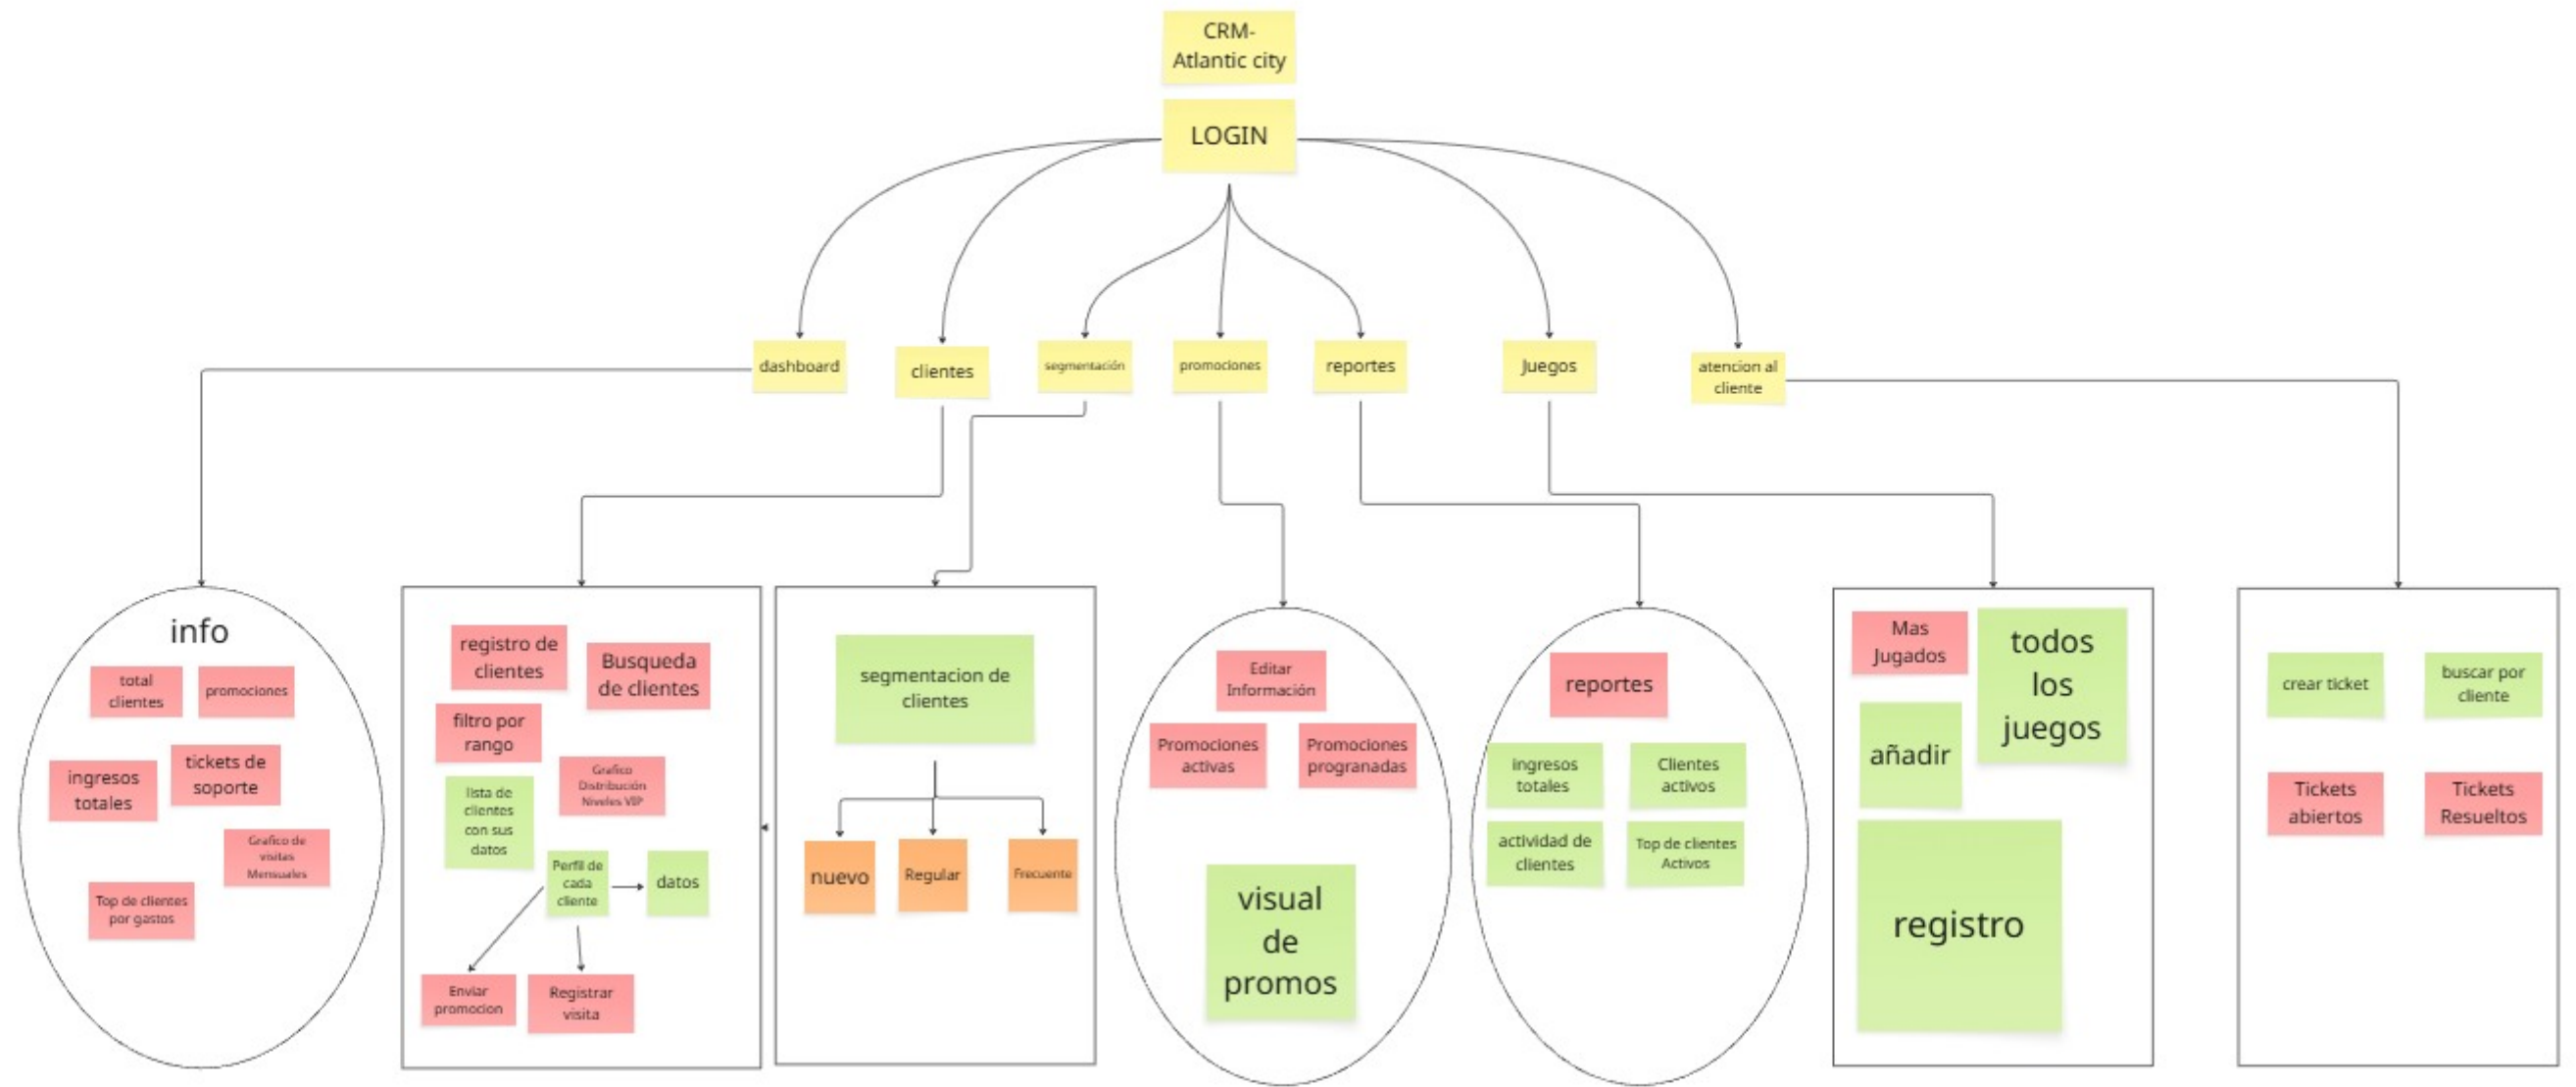 CRM-
Atlantic city
LOGIN
dashboard
clientes
segmentación
promociones
reportes
Juegos
atencion al
cliente
info
total
clientes
promociones
ingresos
totales
tickets de
soporte
Grafico de
visitas
Mensuales
Top de clientes
por gastos
registro de
clientes
Busqueda
de clientes
filtro por
rango
Grafico
Distribución
Niveles VIP
lista de
clientes
con sus
datos
Perfil de
cada
cliente
datos
Enviar
promocion
Registrar
visita
segmentacion de
clientes
nuevo
Regular
Frecuente
Editar
Información
Promociones
activas
Promociones
progranadas
visual
de
promos
reportes
ingresos
totales
Clientes
activos
actividad de
clientes
Top de clientes
Activos
Mas
Jugados
todos
los
juegos
añadir
registro
crear ticket
buscar por
cliente
Tickets
abiertos
Tickets
Resueltos